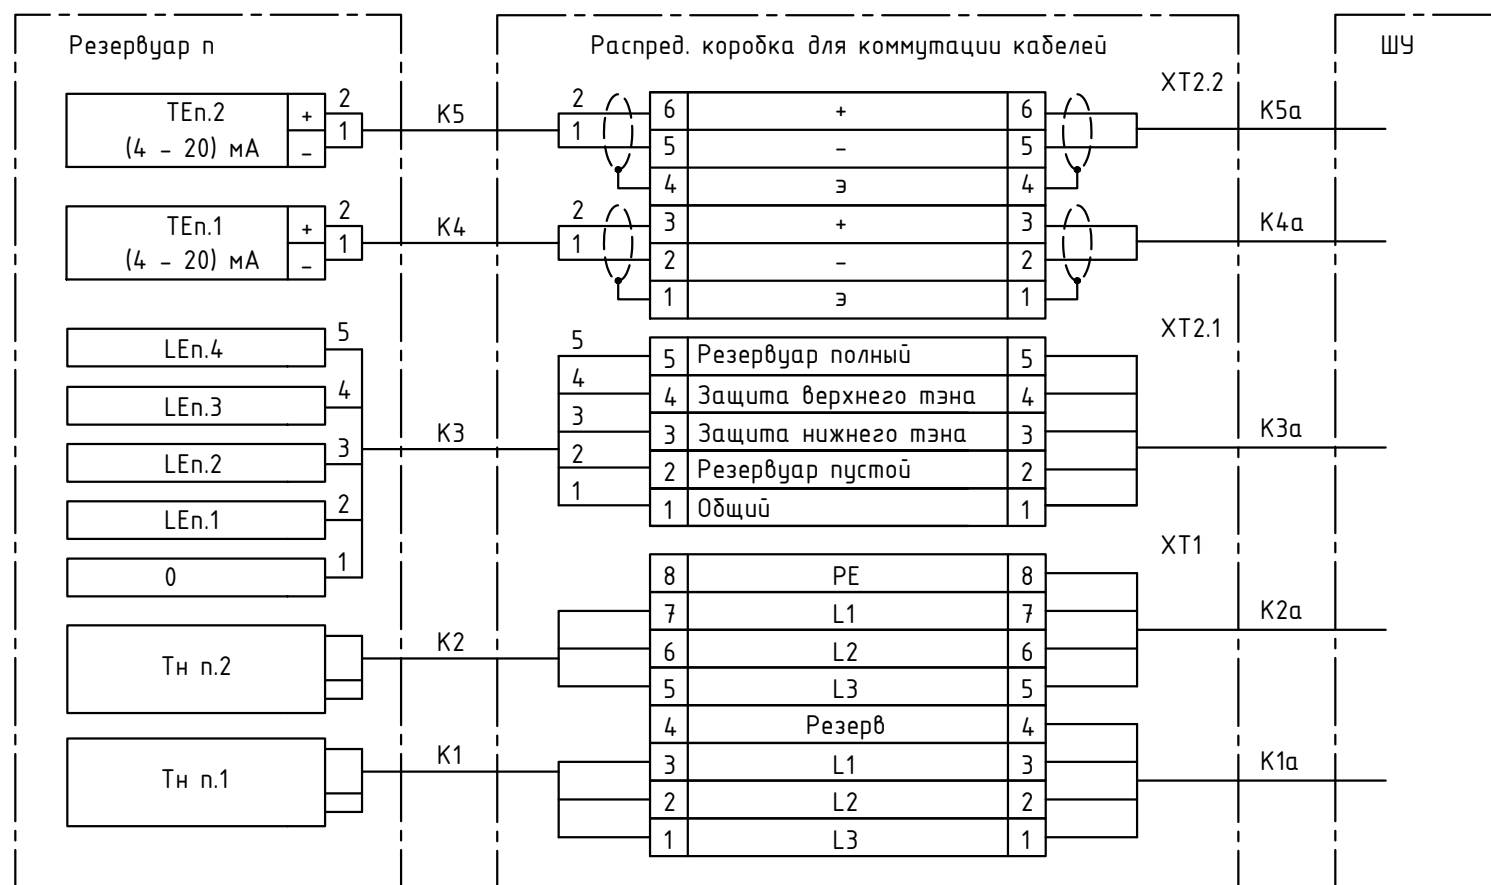 Резервуар n
Распред. коробка для коммутации кабелей
ШУ
XT2.2
TEn.2
(4 - 20) мА
+
-
2
1
K5
2
1
6 + 6
5 - 5
4 Э 4
K5a
TEn.1
(4 - 20) мА
+
-
2
1
K4
2
1
3 + 3
2 - 2
1 Э 1
K4a
XT2.1
LEn.4
5
LEn.3
4
LEn.2
3
LEn.1
2
0
1
K3
5
4
3
2
1
5 Резервуар полный 5
4 Защита верхнего тэна 4
3 Защита нижнего тэна 3
2 Резервуар пустой 2
1 Общий 1
K3a
XT1
Тн n.2
K2
8 PE 8
7 L1 7
6 L2 6
5 L3 5
K2a
Тн n.1
K1
4 Резерв 4
3 L1 3
2 L2 2
1 L3 1
K1a